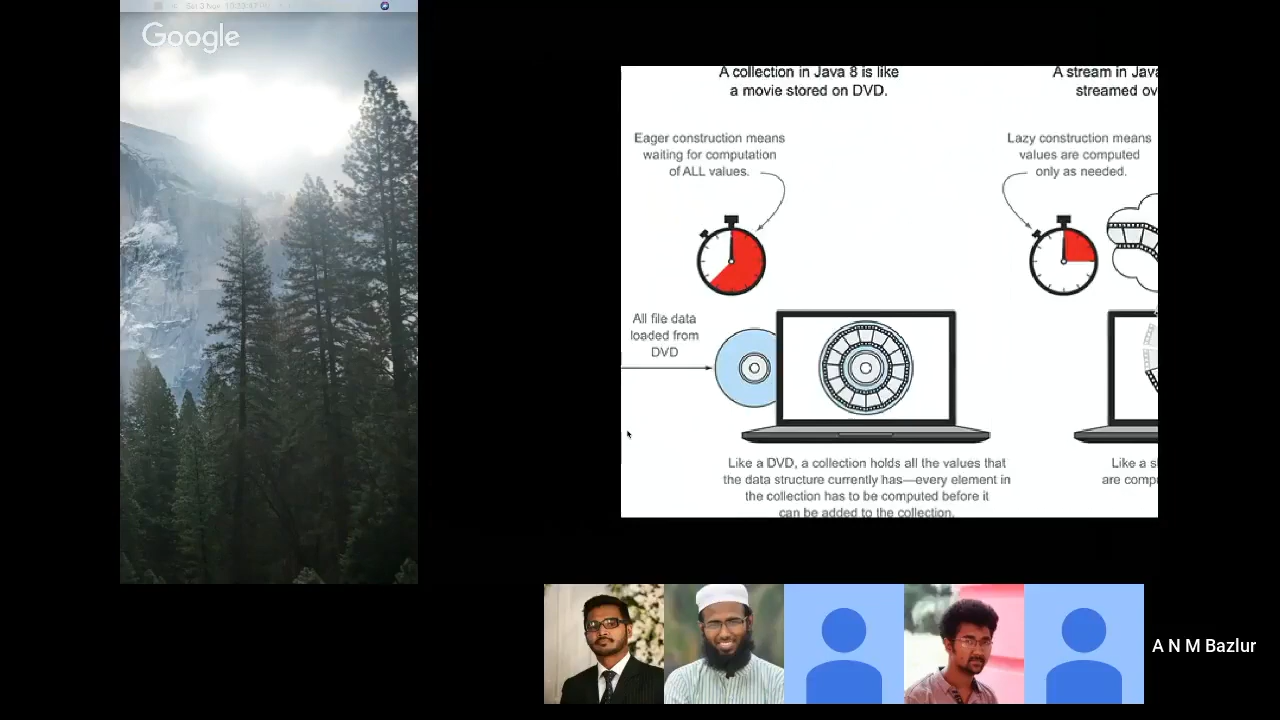 Google
A collection in Java 8 is like
a movie stored on DVD.
A stream in Java
streamed ov
Eager construction means
waiting for computation
of ALL values.
Lazy construction means
values are computed
only as needed.
All file data
loaded from
DVD
Like a DVD, a collection holds all the values that
the data structure currently has—every element in
the collection has to be computed before it
can be added to the collection.
Like a s
are comp
A N M Bazlur